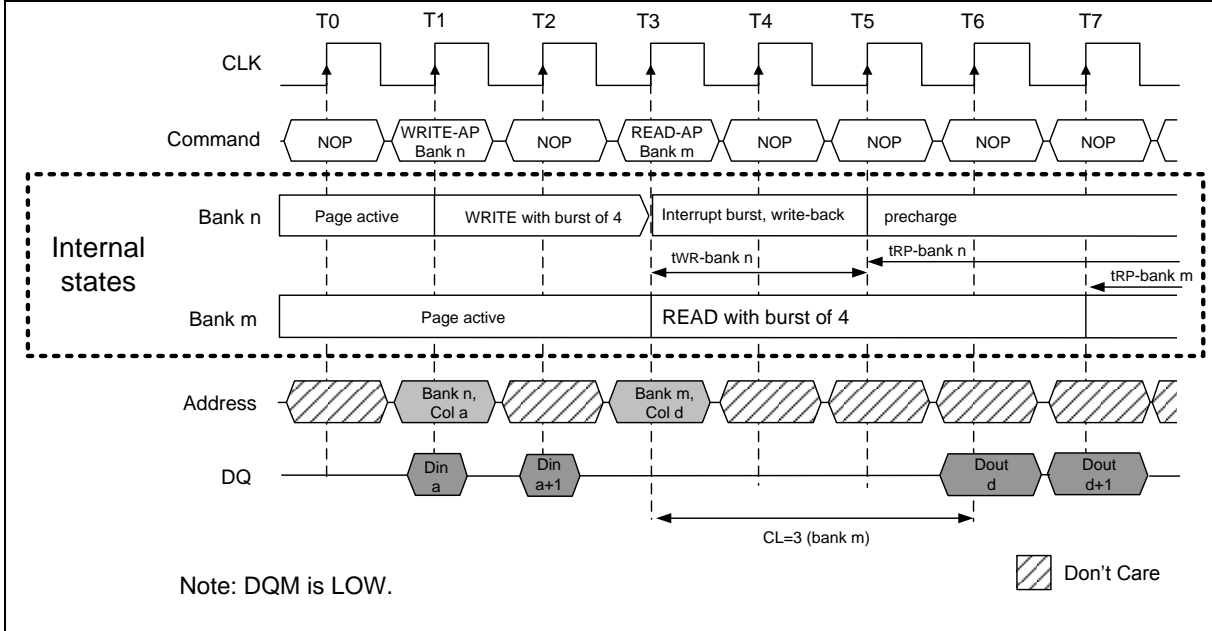 T0 T1 T2 T3 T4 T5 T6 T7
CLK
Command
NOP
WRITE-AP
Bank n
NOP
READ-AP
Bank m
NOP
NOP
NOP
NOP
Internal
states
Bank n
Page active
WRITE with burst of 4
Interrupt burst, write-back
precharge
tWR-bank n
tRP-bank n
tRP-bank m
Bank m
Page active
READ with burst of 4
Address
Bank n,
Col a
Bank m,
Col d
DQ
Din
a
Din
a+1
Dout
d
Dout
d+1
CL=3 (bank m)
Note: DQM is LOW.
Don't Care